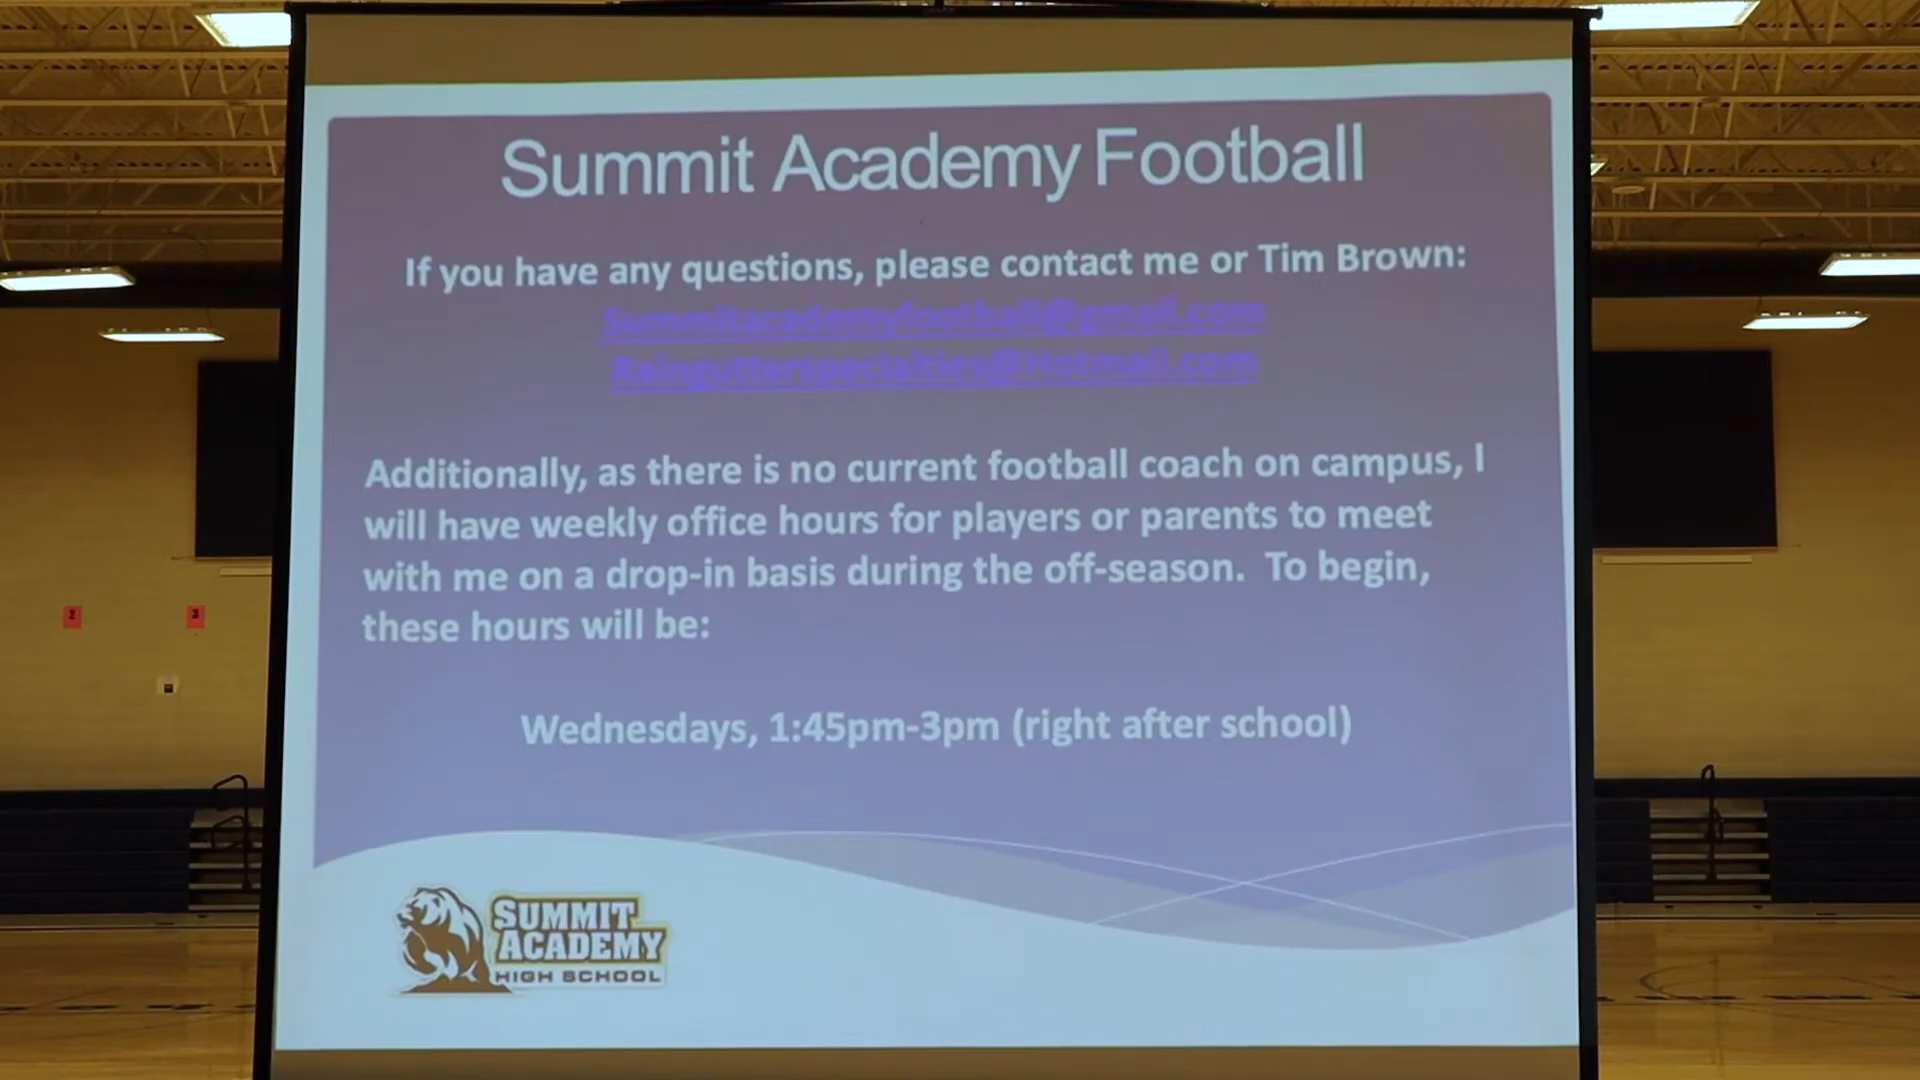 Summit Academy Football
If you have any questions, please contact me or Tim Brown:
Summitacademyfootball@gmail.com
Raingutterspecialties@Hotmail.com
Additionally, as there is no current football coach on campus, I
will have weekly office hours for players or parents to meet
with me on a drop-in basis during the off-season. To begin,
these hours will be:
Wednesdays, 1:45pm-3pm (right after school)
SUMMIT
ACADEMY
HIGH SCHOOL
2
3